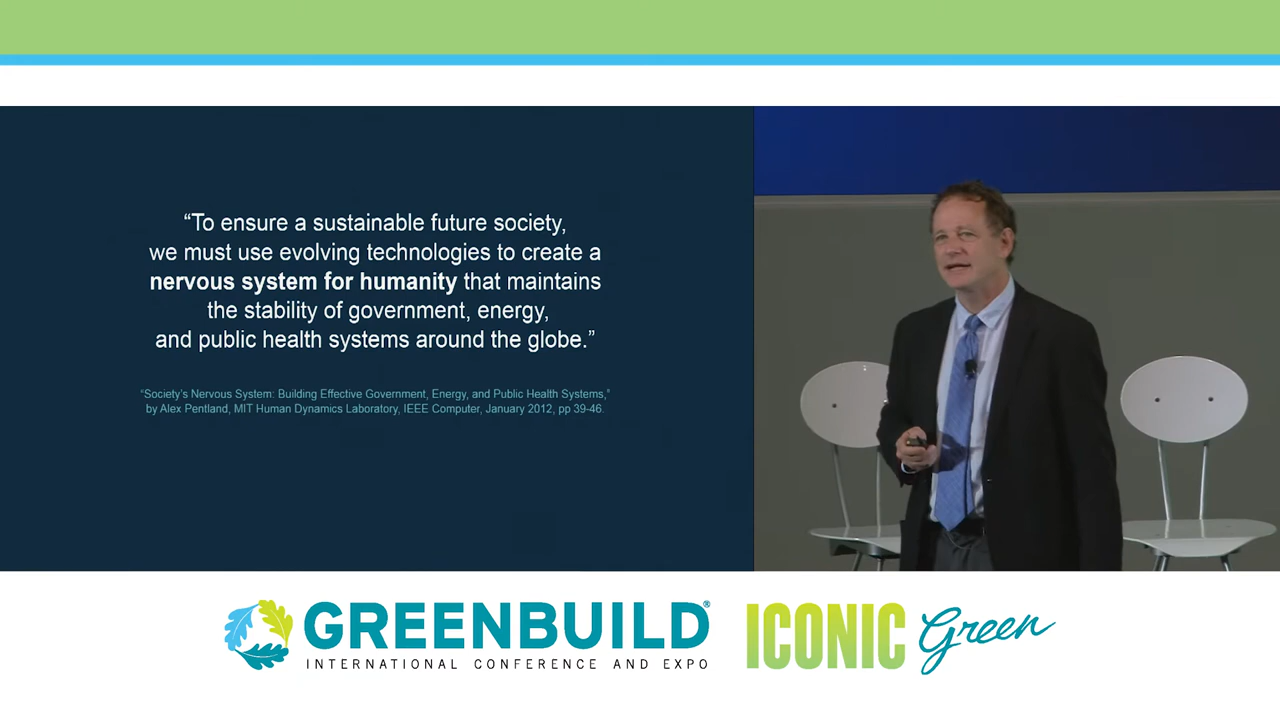 “To ensure a sustainable future society,
we must use evolving technologies to create a
nervous system for humanity that maintains
the stability of government, energy,
and public health systems around the globe.”
“Society’s Nervous System: Building Effective Government, Energy, and Public Health Systems,”
by Alex Pentland, MIT Human Dynamics Laboratory, IEEE Computer, January 2012, pp 39-46.
GREENBUILD®
INTERNATIONAL CONFERENCE AND EXPO
ICONIC Green